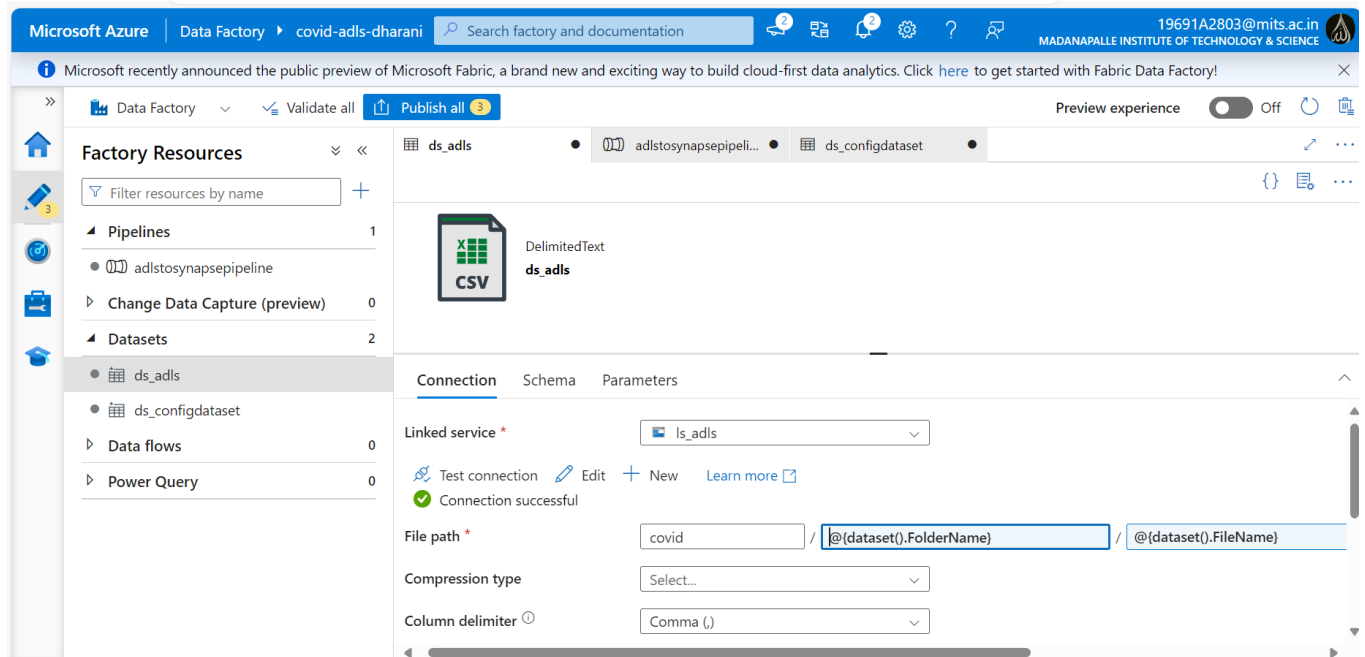 Microsoft Azure Data Factory covid-adls-dharani Search factory and documentation 2 2 19691A2803@mits.ac.in
MADANAPALLE INSTITUTE OF TECHNOLOGY & SCIENCE
Microsoft recently announced the public preview of Microsoft Fabric, a brand new and exciting way to build cloud-first data analytics. Click here to get started with Fabric Data Factory!
Data Factory Validate all Publish all 3 Preview experience Off
Factory Resources
3
Filter resources by name
Pipelines 1
adlstosynapsepipeline
Change Data Capture (preview) 0
Datasets 2
ds_adls
ds_configdataset
Data flows 0
Power Query 0
ds_adls adlstosynapsepipeli... ds_configdataset
{}
X
CSV
DelimitedText
ds_adls
Connection Schema Parameters
Linked service * ls_adls
Test connection Edit New Learn more
Connection successful
File path * covid / @{dataset().FolderName} / @{dataset().FileName}
Compression type Select...
Column delimiter Comma (,)